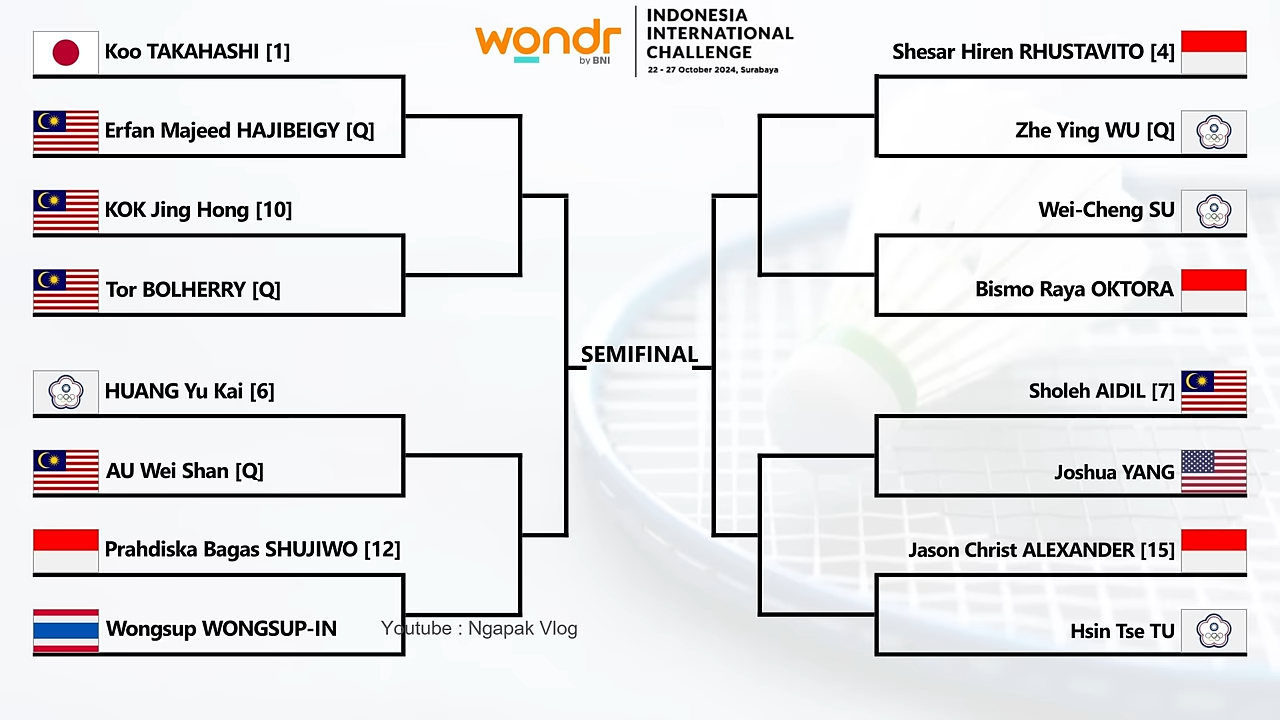 wondr
by BNI
INDONESIA
INTERNATIONAL
CHALLENGE
22 - 27 October 2024, Surabaya
Koo TAKAHASHI [1]
Erfan Majeed HAJIBEIGY [Q]
KOK Jing Hong [10]
Tor BOLHERRY [Q]
HUANG Yu Kai [6]
AU Wei Shan [Q]
Prahdiska Bagas SHUJIWO [12]
Wongsup WONGSUP-IN
SEMIFINAL
Shesar Hiren RHUSTAVITO [4]
Zhe Ying WU [Q]
Wei-Cheng SU
Bismo Raya OKTORA
Sholeh AIDIL [7]
Joshua YANG
Jason Christ ALEXANDER [15]
Hsin Tse TU
Youtube : Ngapak Vlog